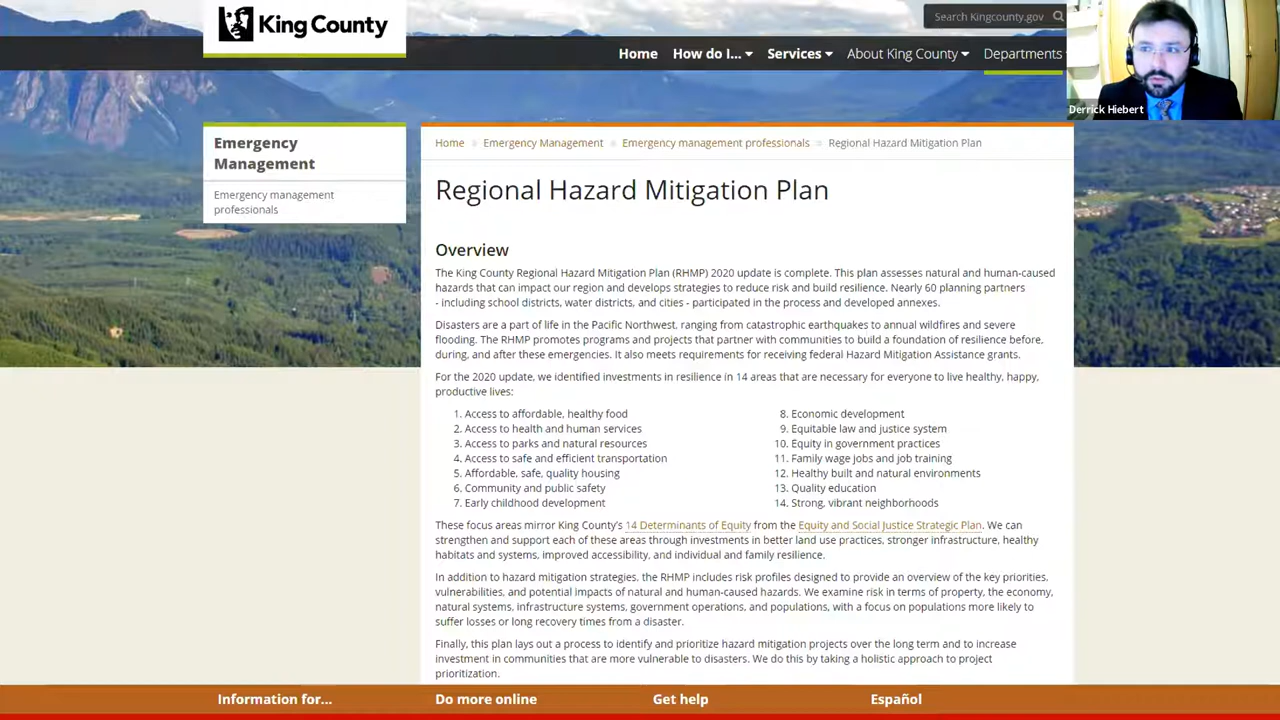 King County
Search Kingcounty.gov
Home How do I... Services About King County Departments
Derrick Hiebert
Emergency
Management
Emergency management
professionals
Home » Emergency Management » Emergency management professionals » Regional Hazard Mitigation Plan
Regional Hazard Mitigation Plan
Overview
The King County Regional Hazard Mitigation Plan (RHMP) 2020 update is complete. This plan assesses natural and human-caused
hazards that can impact our region and develops strategies to reduce risk and build resilience. Nearly 60 planning partners
- including school districts, water districts, and cities - participated in the process and developed annexes.
Disasters are a part of life in the Pacific Northwest, ranging from catastrophic earthquakes to annual wildfires and severe
flooding. The RHMP promotes programs and projects that partner with communities to build a foundation of resilience before,
during, and after these emergencies. It also meets requirements for receiving federal Hazard Mitigation Assistance grants.
For the 2020 update, we identified investments in resilience in 14 areas that are necessary for everyone to live healthy, happy,
productive lives:
1. Access to affordable, healthy food
2. Access to health and human services
3. Access to parks and natural resources
4. Access to safe and efficient transportation
5. Affordable, safe, quality housing
6. Community and public safety
7. Early childhood development
8. Economic development
9. Equitable law and justice system
10. Equity in government practices
11. Family wage jobs and job training
12. Healthy built and natural environments
13. Quality education
14. Strong, vibrant neighborhoods
These focus areas mirror King County's 14 Determinants of Equity from the Equity and Social Justice Strategic Plan. We can
strengthen and support each of these areas through investments in better land use practices, stronger infrastructure, healthy
habitats and systems, improved accessibility, and individual and family resilience.
In addition to hazard mitigation strategies, the RHMP includes risk profiles designed to provide an overview of the key priorities,
vulnerabilities, and potential impacts of natural and human-caused hazards. We examine risk in terms of property, the economy,
natural systems, infrastructure systems, government operations, and populations, with a focus on populations more likely to
suffer losses or long recovery times from a disaster.
Finally, this plan lays out a process to identify and prioritize hazard mitigation projects over the long term and to increase
investment in communities that are more vulnerable to disasters. We do this by taking a holistic approach to project
prioritization.
Information for... Do more online Get help Español